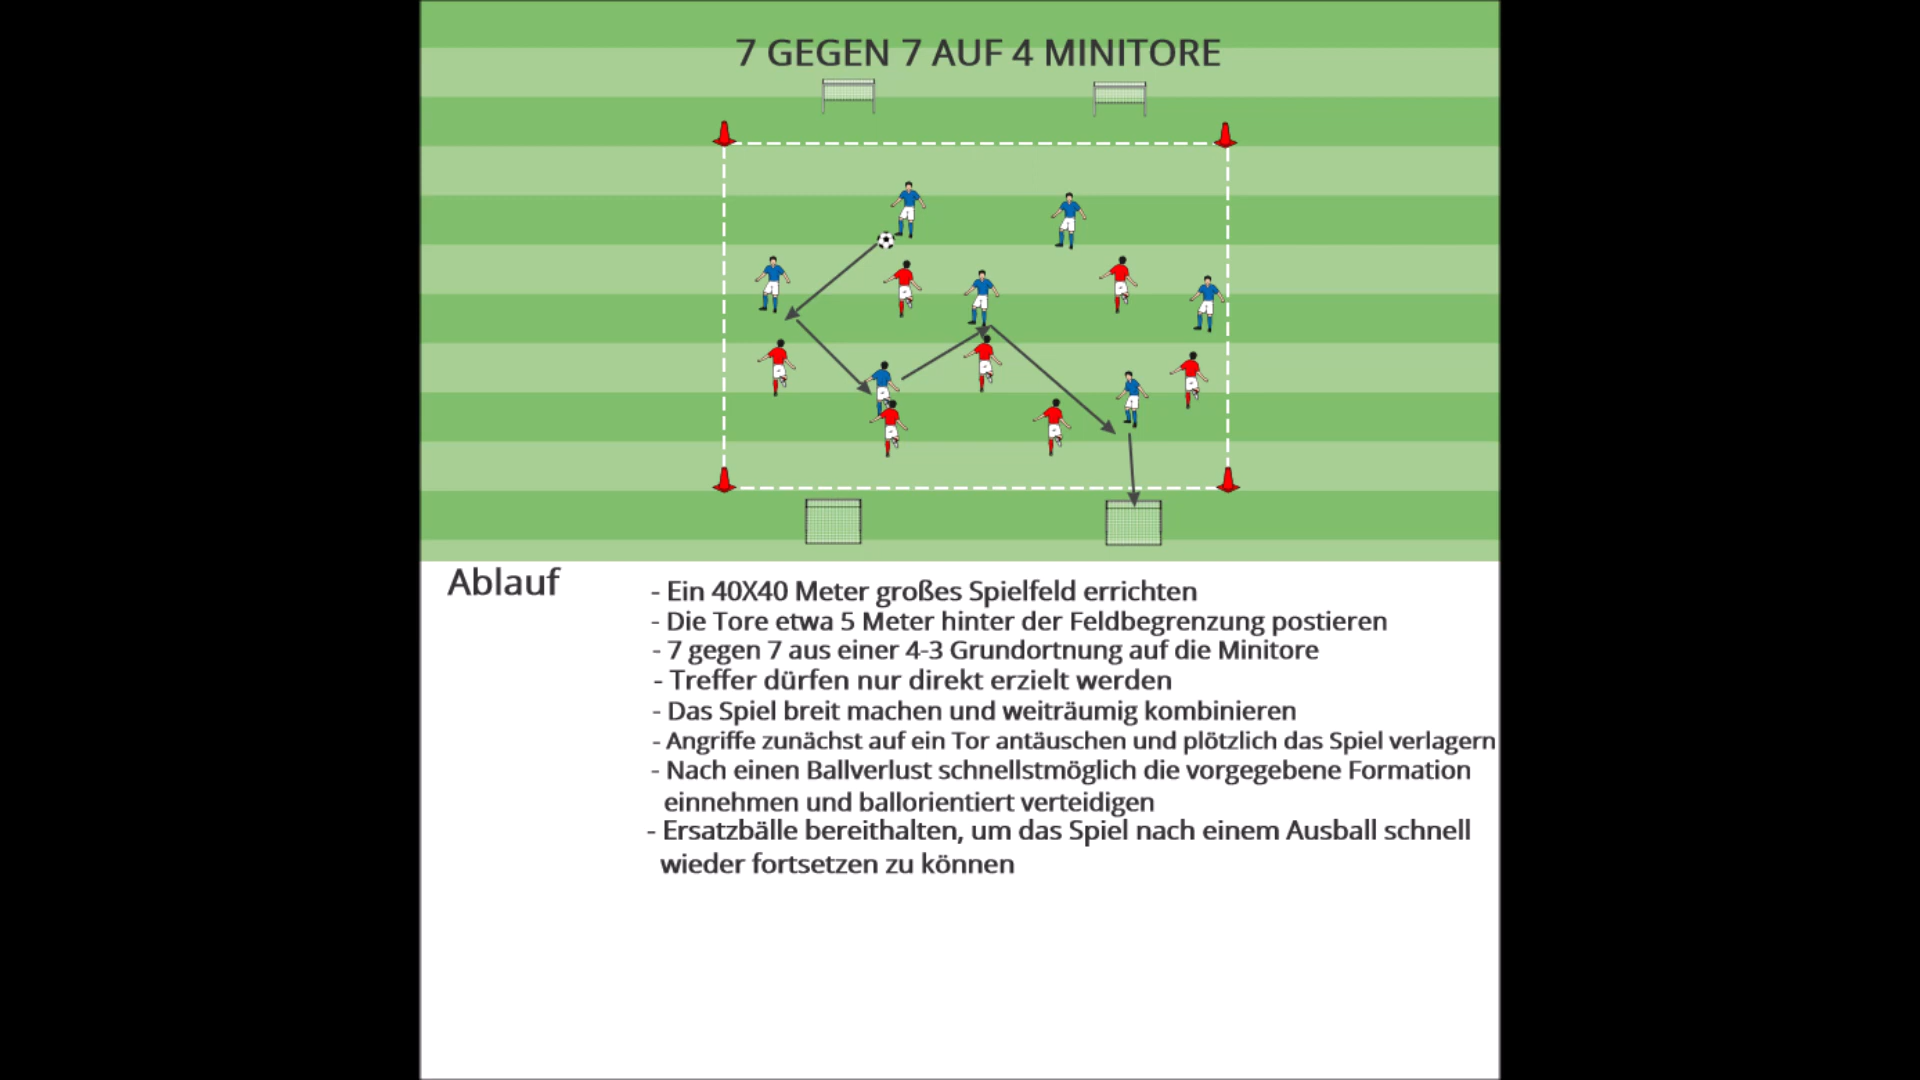 7 GEGEN 7 AUF 4 MINITORE
Ablauf
- Ein 40X40 Meter großes Spielfeld errichten
- Die Tore etwa 5 Meter hinter der Feldbegrenzung postieren
- 7 gegen 7 aus einer 4-3 Grundortnung auf die Minitore
- Treffer dürfen nur direkt erzielt werden
- Das Spiel breit machen und weiträumig kombinieren
- Angriffe zunächst auf ein Tor antäuschen und plötzlich das Spiel verlagern
- Nach einen Ballverlust schnellstmöglich die vorgegebene Formation
einnehmen und ballorientiert verteidigen
- Ersatzbälle bereithalten, um das Spiel nach einem Ausball schnell
wieder fortsetzen zu können